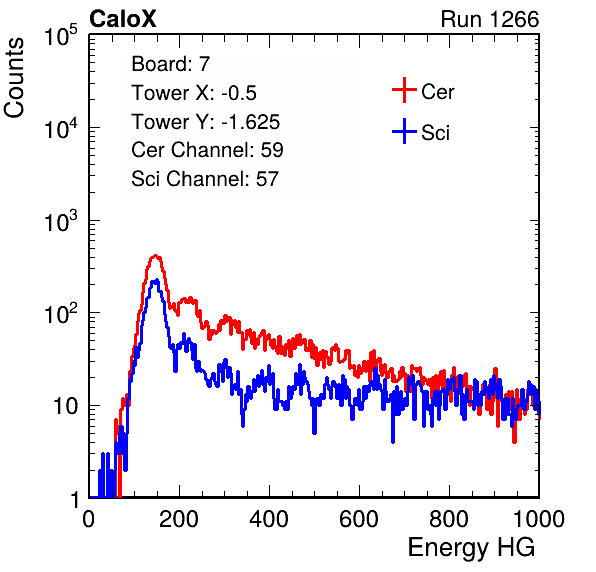 CaloX Run 1266
Counts
10^5
10^4
10^3
10^2
10
1
Board: 7
Tower X: -0.5
Tower Y: -1.625
Cer Channel: 59
Sci Channel: 57
Cer
Sci
0 200 400 600 800 1000
Energy HG